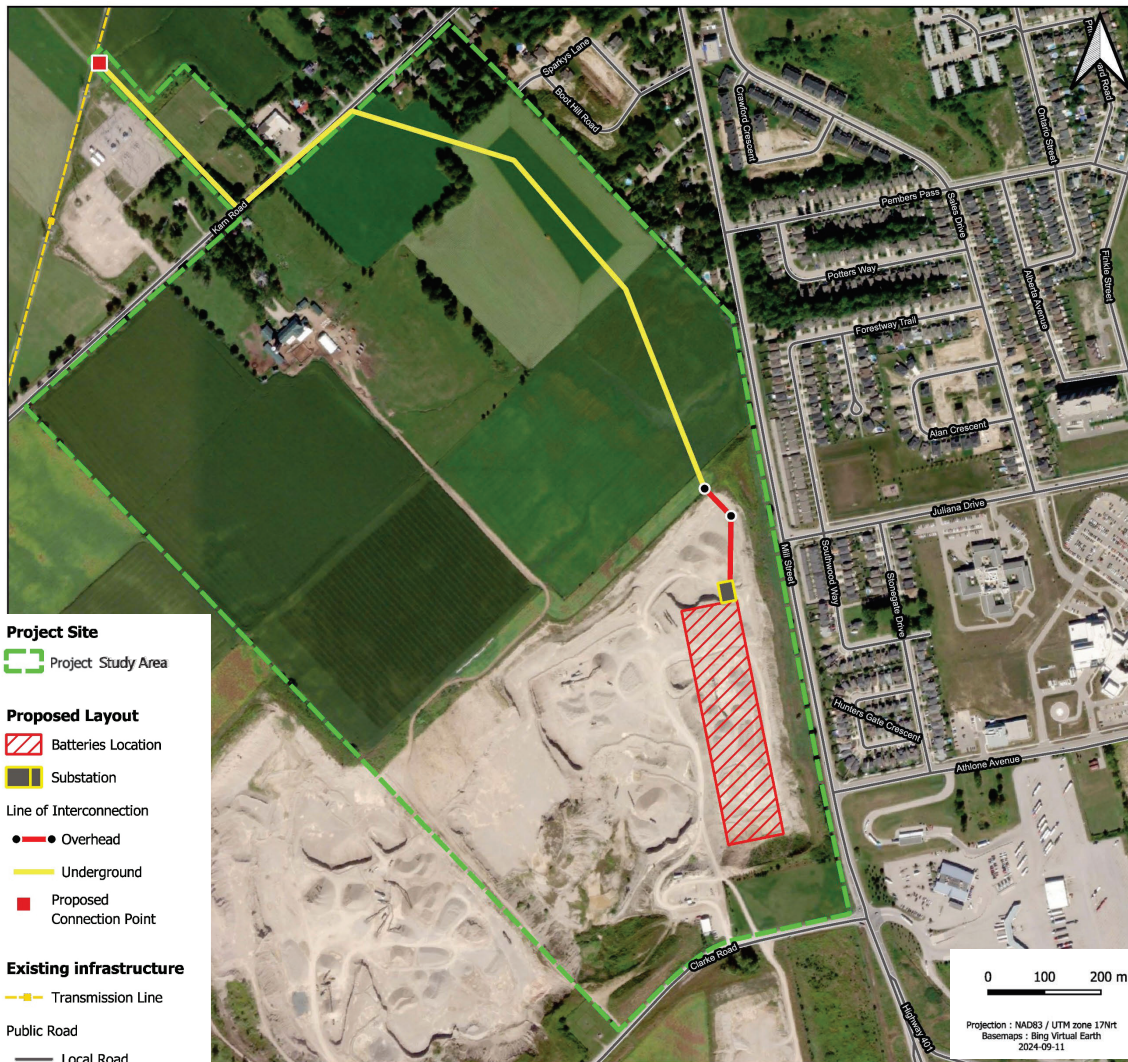 Sparkys Lane
Boot Hill Road
Crawford Crescent
Ontario Street
ard Road
Karn Road
Pembers Pass
Sales Drive
Potters Way
Alberta Avenue
Finkle Street
Forestway Trail
Alan Crescent
Juliana Drive
Mill Street
Southwood Way
Stonegate Drive
Hunters Gate Crescent
Athlone Avenue
Clarke Road
Highway 401
Project Site
Project Study Area
Proposed Layout
Batteries Location
Substation
Line of Interconnection
Overhead
Underground
Proposed
Connection Point
Existing infrastructure
Transmission Line
Public Road
Local Road
0 100 200 m
Projection : NAD83 / UTM zone 17Nrt
Basemaps : Bing Virtual Earth
2024-09-11